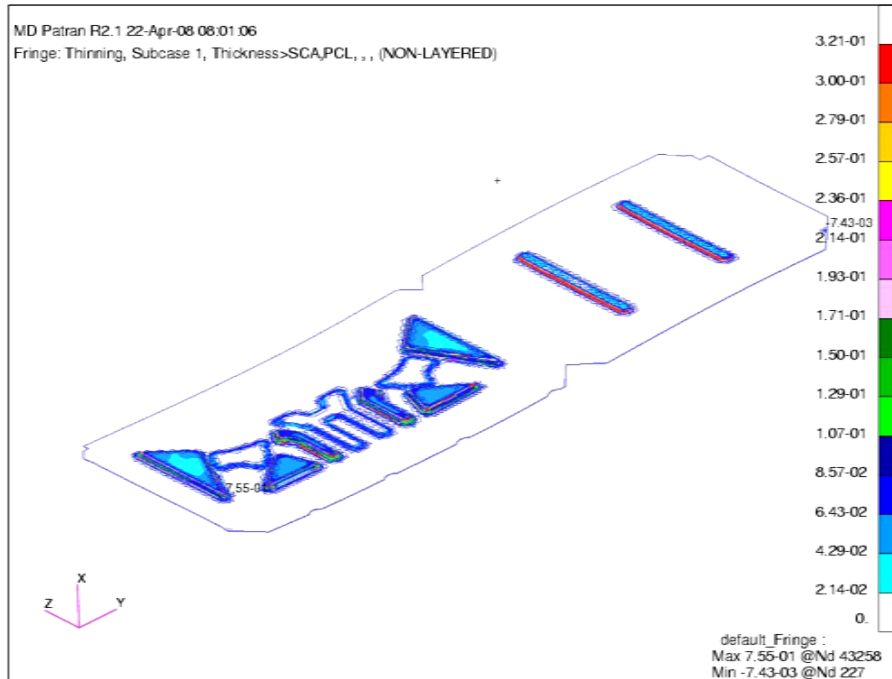 MD Patran R2.1 22-Apr-08 08:01:06
Fringe: Thinning, Subcase 1, Thickness>SCA,PCL, , , (NON-LAYERED)
3.21-01
3.00-01
2.79-01
2.57-01
2.36-01
-7.43-03
2.14-01
1.93-01
1.71-01
1.50-01
1.29-01
1.07-01
8.57-02
6.43-02
7.55-01
4.29-02
2.14-02
0.
X
Z
Y
default_Fringe :
Max 7.55-01 @Nd 43258
Min -7.43-03 @Nd 227